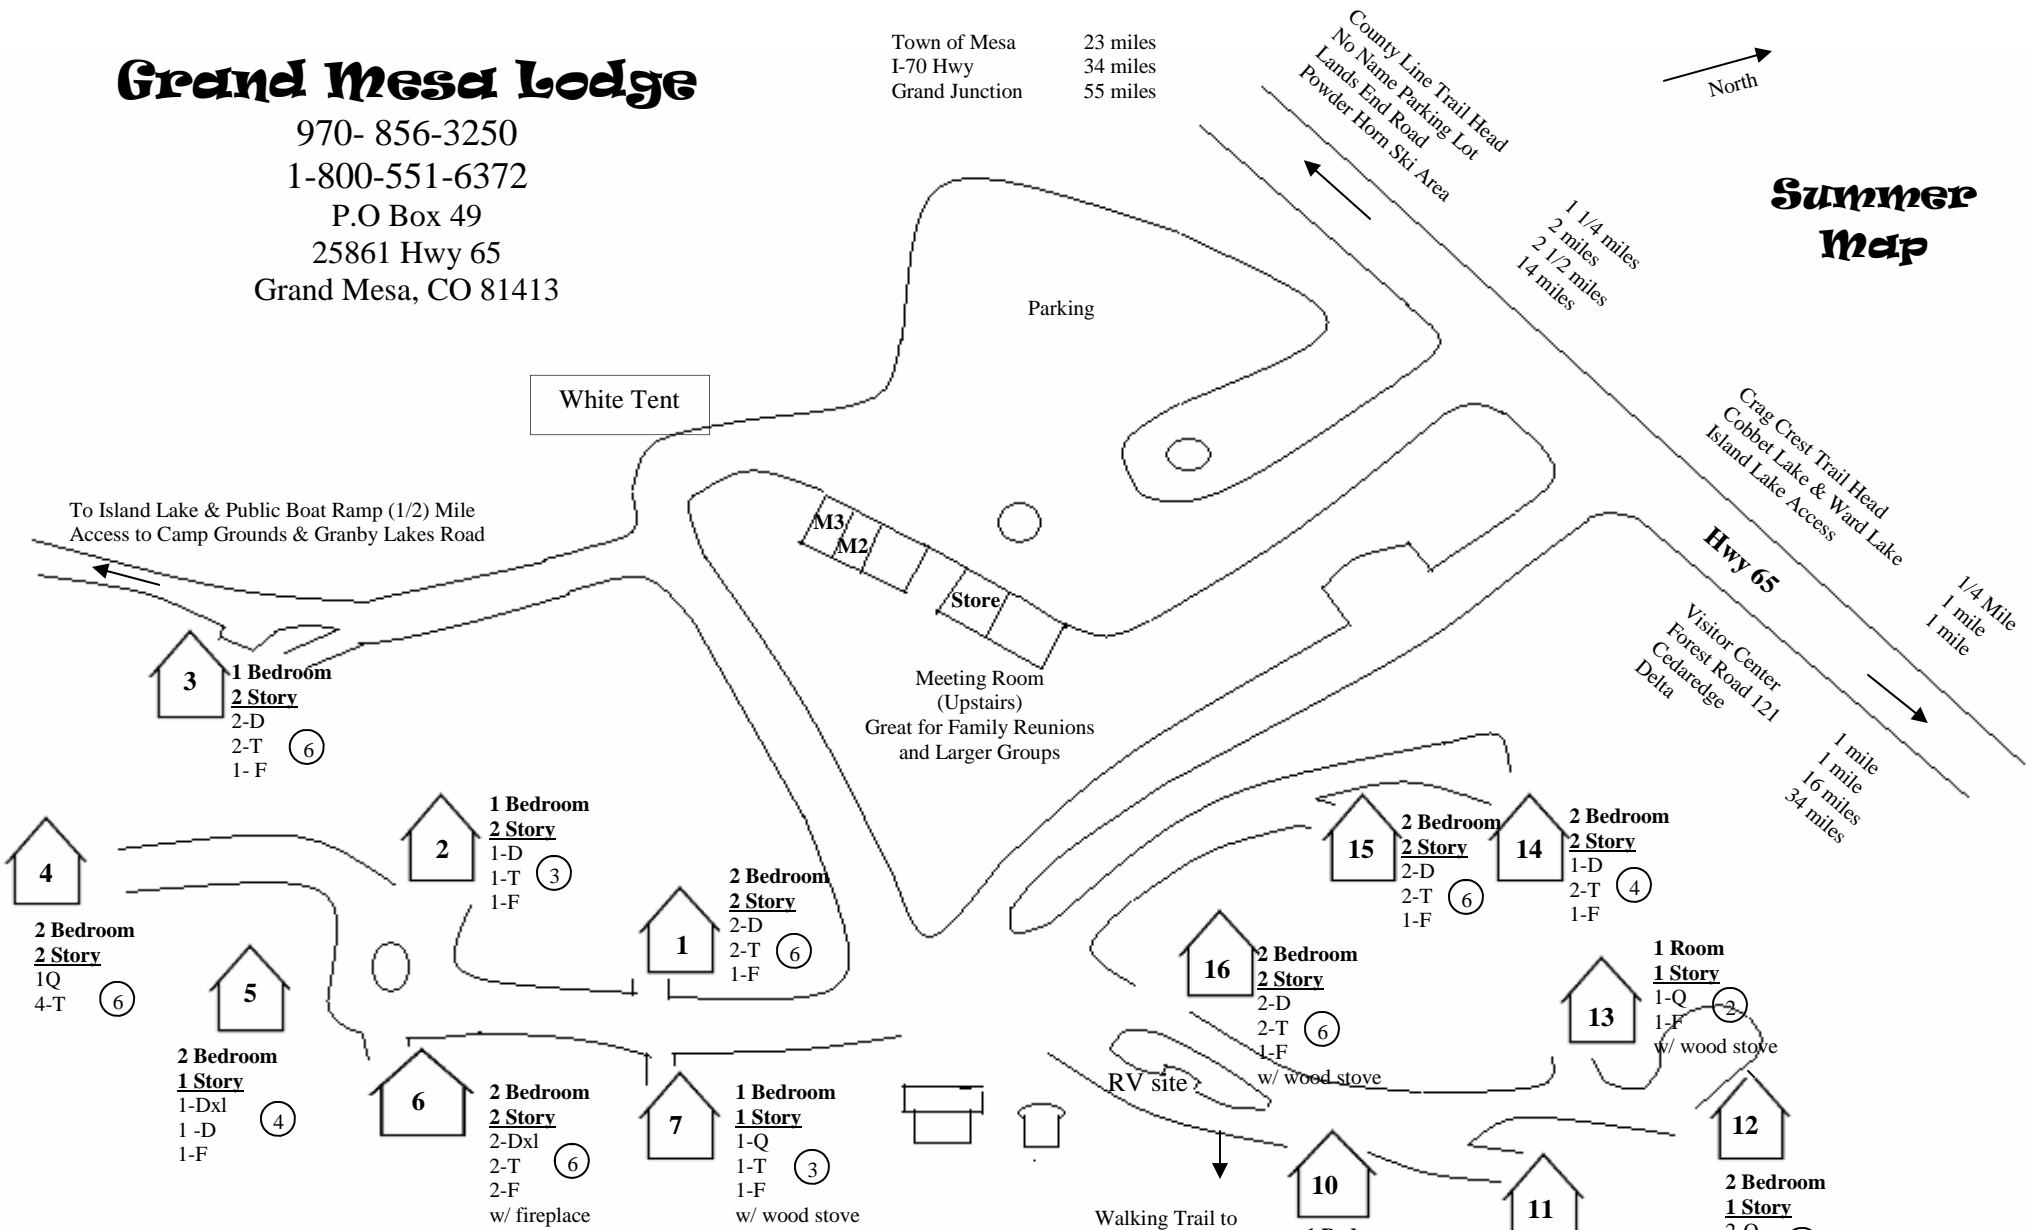 Grand Mesa Lodge
970- 856-3250
1-800-551-6372
P.O Box 49
25861 Hwy 65
Grand Mesa, CO 81413
Town of Mesa 23 miles
I-70 Hwy 34 miles
Grand Junction 55 miles
County Line Trail Head
No Name Parking Lot
Lands End Road
Powder Horn Ski Area
1 1/4 miles
2 miles
2 1/2 miles
14 miles
North
Summer
Map
Parking
White Tent
To Island Lake & Public Boat Ramp (1/2) Mile
Access to Camp Grounds & Granby Lakes Road
M3
M2
Store
Meeting Room
(Upstairs)
Great for Family Reunions
and Larger Groups
Crag Crest Trail Head
Cobbet Lake & Ward Lake
Island Lake Access
1/4 Mile
1 mile
1 mile
Hwy 65
Visitor Center
Forest Road 121
Cedaredge
Delta
1 mile
1 mile
16 miles
34 miles
3
1 Bedroom
2 Story
2-D
2-T
1- F
6
4
2 Bedroom
2 Story
1Q
4-T
6
2
1 Bedroom
2 Story
1-D
1-T
1-F
3
1
2 Bedroom
2 Story
2-D
2-T
1-F
6
5
2 Bedroom
1 Story
1-Dxl
1 -D
1-F
4
6
2 Bedroom
2 Story
2-Dxl
2-T
2-F
w/ fireplace
6
7
1 Bedroom
1 Story
1-Q
1-T
1-F
w/ wood stove
3
15
2 Bedroom
2 Story
2-D
2-T
1-F
6
14
2 Bedroom
2 Story
1-D
2-T
1-F
4
16
2 Bedroom
2 Story
2-D
2-T
1-F
w/ wood stove
6
13
1 Room
1 Story
1-Q
1-F
w/ wood stove
2
RV site
Walking Trail to
10
11
12
2 Bedroom
1 Story